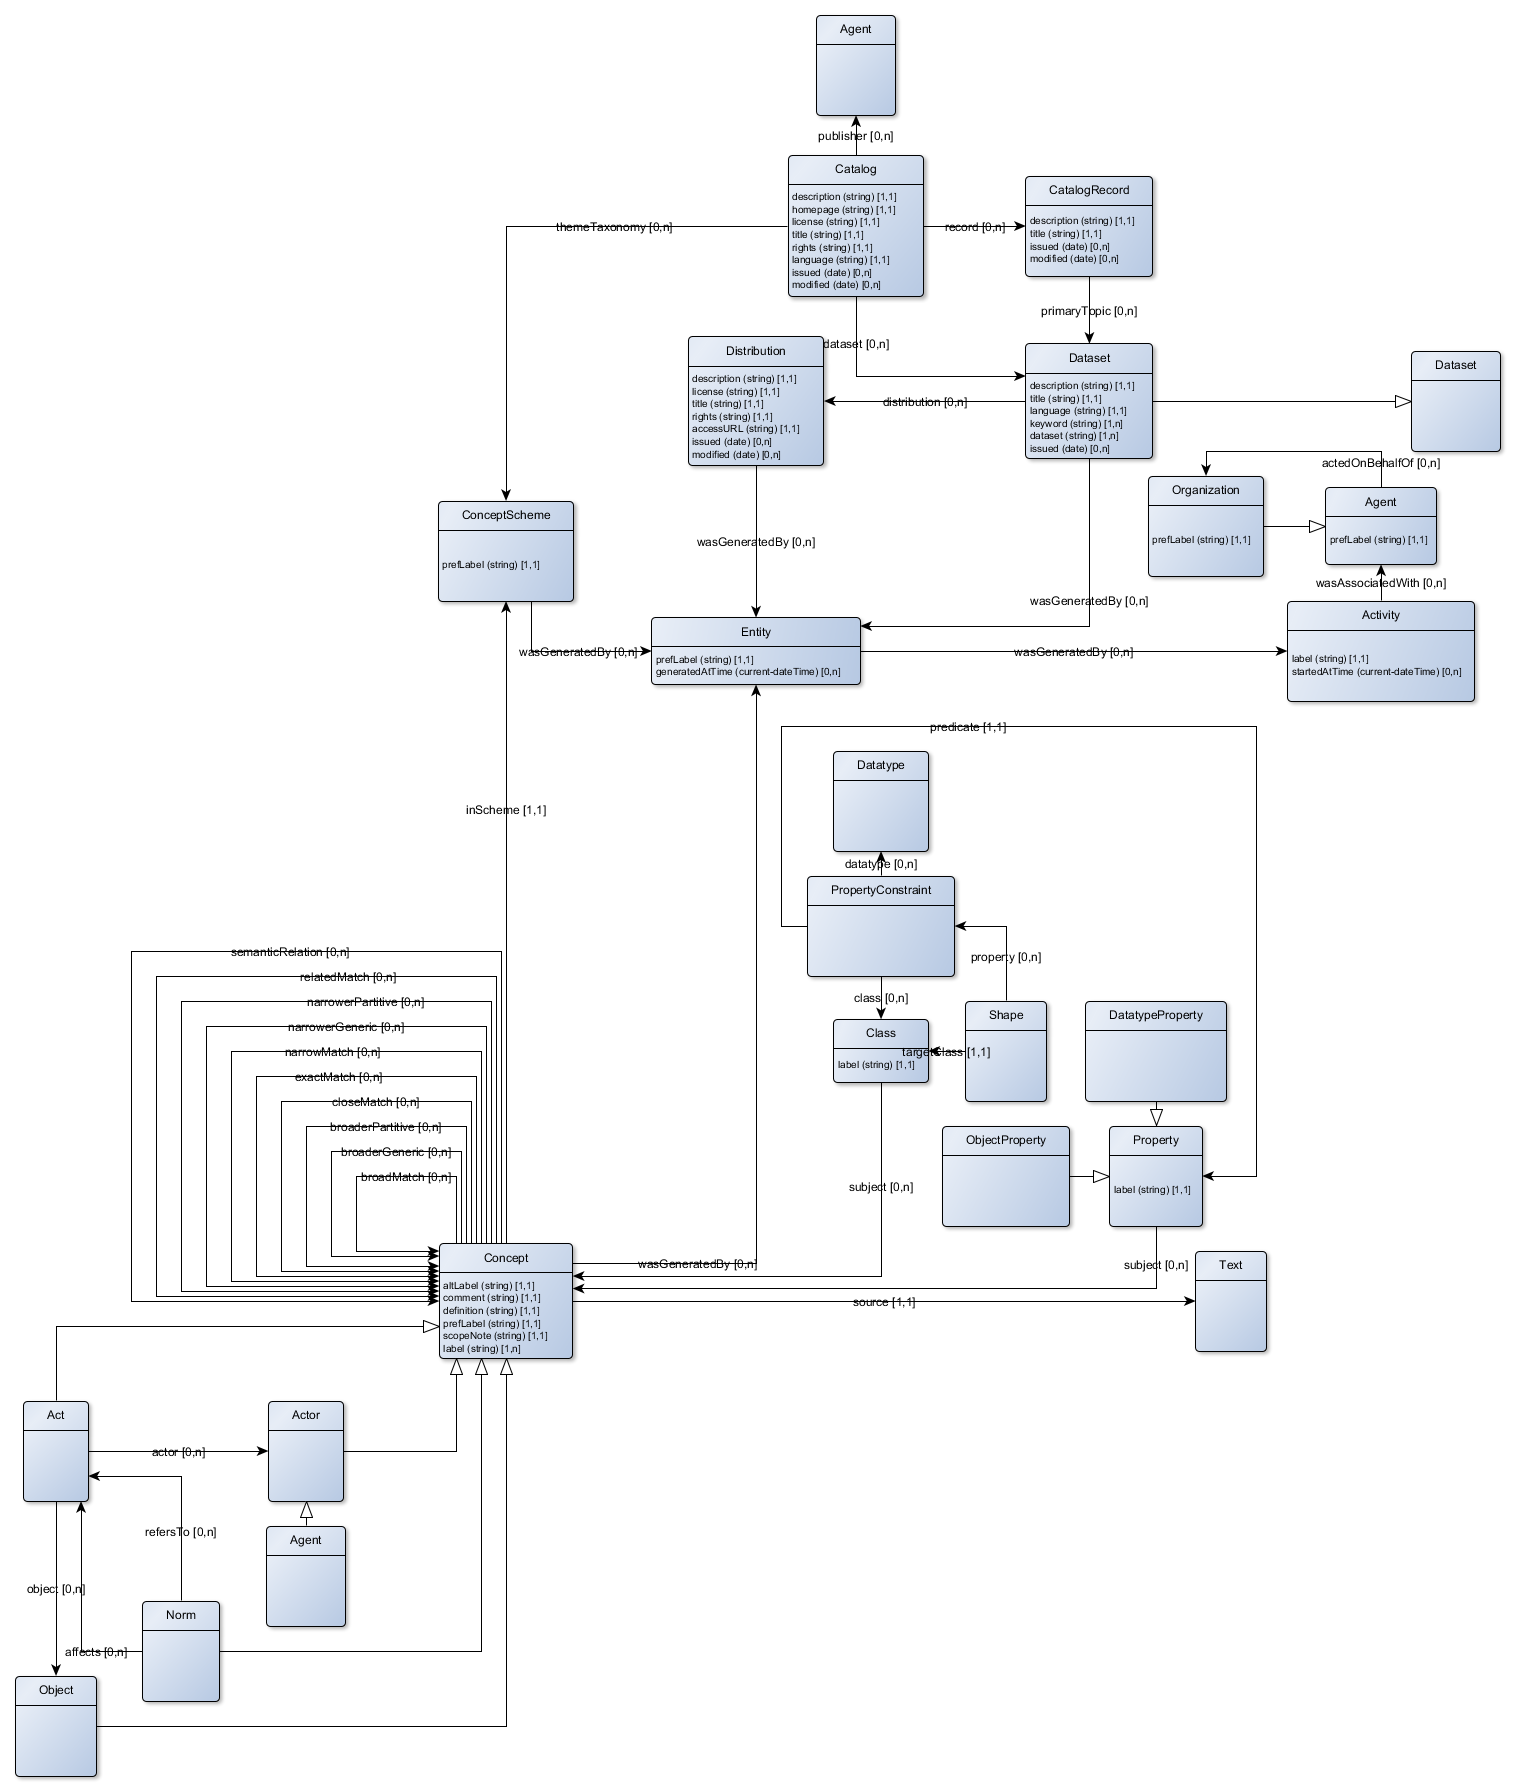 Agent
publisher [0,n]
Catalog
description (string) [1,1]
homepage (string) [1,1]
license (string) [1,1]
title (string) [1,1]
rights (string) [1,1]
language (string) [1,1]
issued (date) [0,n]
modified (date) [0,n]
CatalogRecord
description (string) [1,1]
title (string) [1,1]
issued (date) [0,n]
modified (date) [0,n]
themeTaxonomy [0,n]
record [0,n]
primaryTopic [0,n]
dataset [0,n]
Distribution
description (string) [1,1]
license (string) [1,1]
title (string) [1,1]
rights (string) [1,1]
accessURL (string) [1,1]
issued (date) [0,n]
modified (date) [0,n]
distribution [0,n]
Dataset
description (string) [1,1]
title (string) [1,1]
language (string) [1,1]
keyword (string) [1,n]
dataset (string) [1,n]
issued (date) [0,n]
Dataset
actedOnBehalfOf [0,n]
Organization
prefLabel (string) [1,1]
Agent
prefLabel (string) [1,1]
ConceptScheme
prefLabel (string) [1,1]
wasGeneratedBy [0,n]
wasAssociatedWith [0,n]
wasGeneratedBy [0,n]
Activity
label (string) [1,1]
startedAtTime (current-dateTime) [0,n]
Entity
prefLabel (string) [1,1]
generatedAtTime (current-dateTime) [0,n]
wasGeneratedBy [0,n]
wasGeneratedBy [0,n]
predicate [1,1]
Datatype
inScheme [1,1]
datatype [0,n]
PropertyConstraint
property [0,n]
class [0,n]
semanticRelation [0,n]
relatedMatch [0,n]
narrowerPartitive [0,n]
narrowerGeneric [0,n]
narrowMatch [0,n]
exactMatch [0,n]
closeMatch [0,n]
broaderPartitive [0,n]
broaderGeneric [0,n]
broadMatch [0,n]
Class
label (string) [1,1]
targetClass [1,1]
Shape
DatatypeProperty
ObjectProperty
Property
label (string) [1,1]
subject [0,n]
Concept
altLabel (string) [1,1]
comment (string) [1,1]
definition (string) [1,1]
prefLabel (string) [1,1]
scopeNote (string) [1,1]
label (string) [1,n]
wasGeneratedBy [0,n]
subject [0,n]
source [1,1]
Text
Act
actor [0,n]
Actor
refersTo [0,n]
Agent
object [0,n]
Norm
affects [0,n]
Object